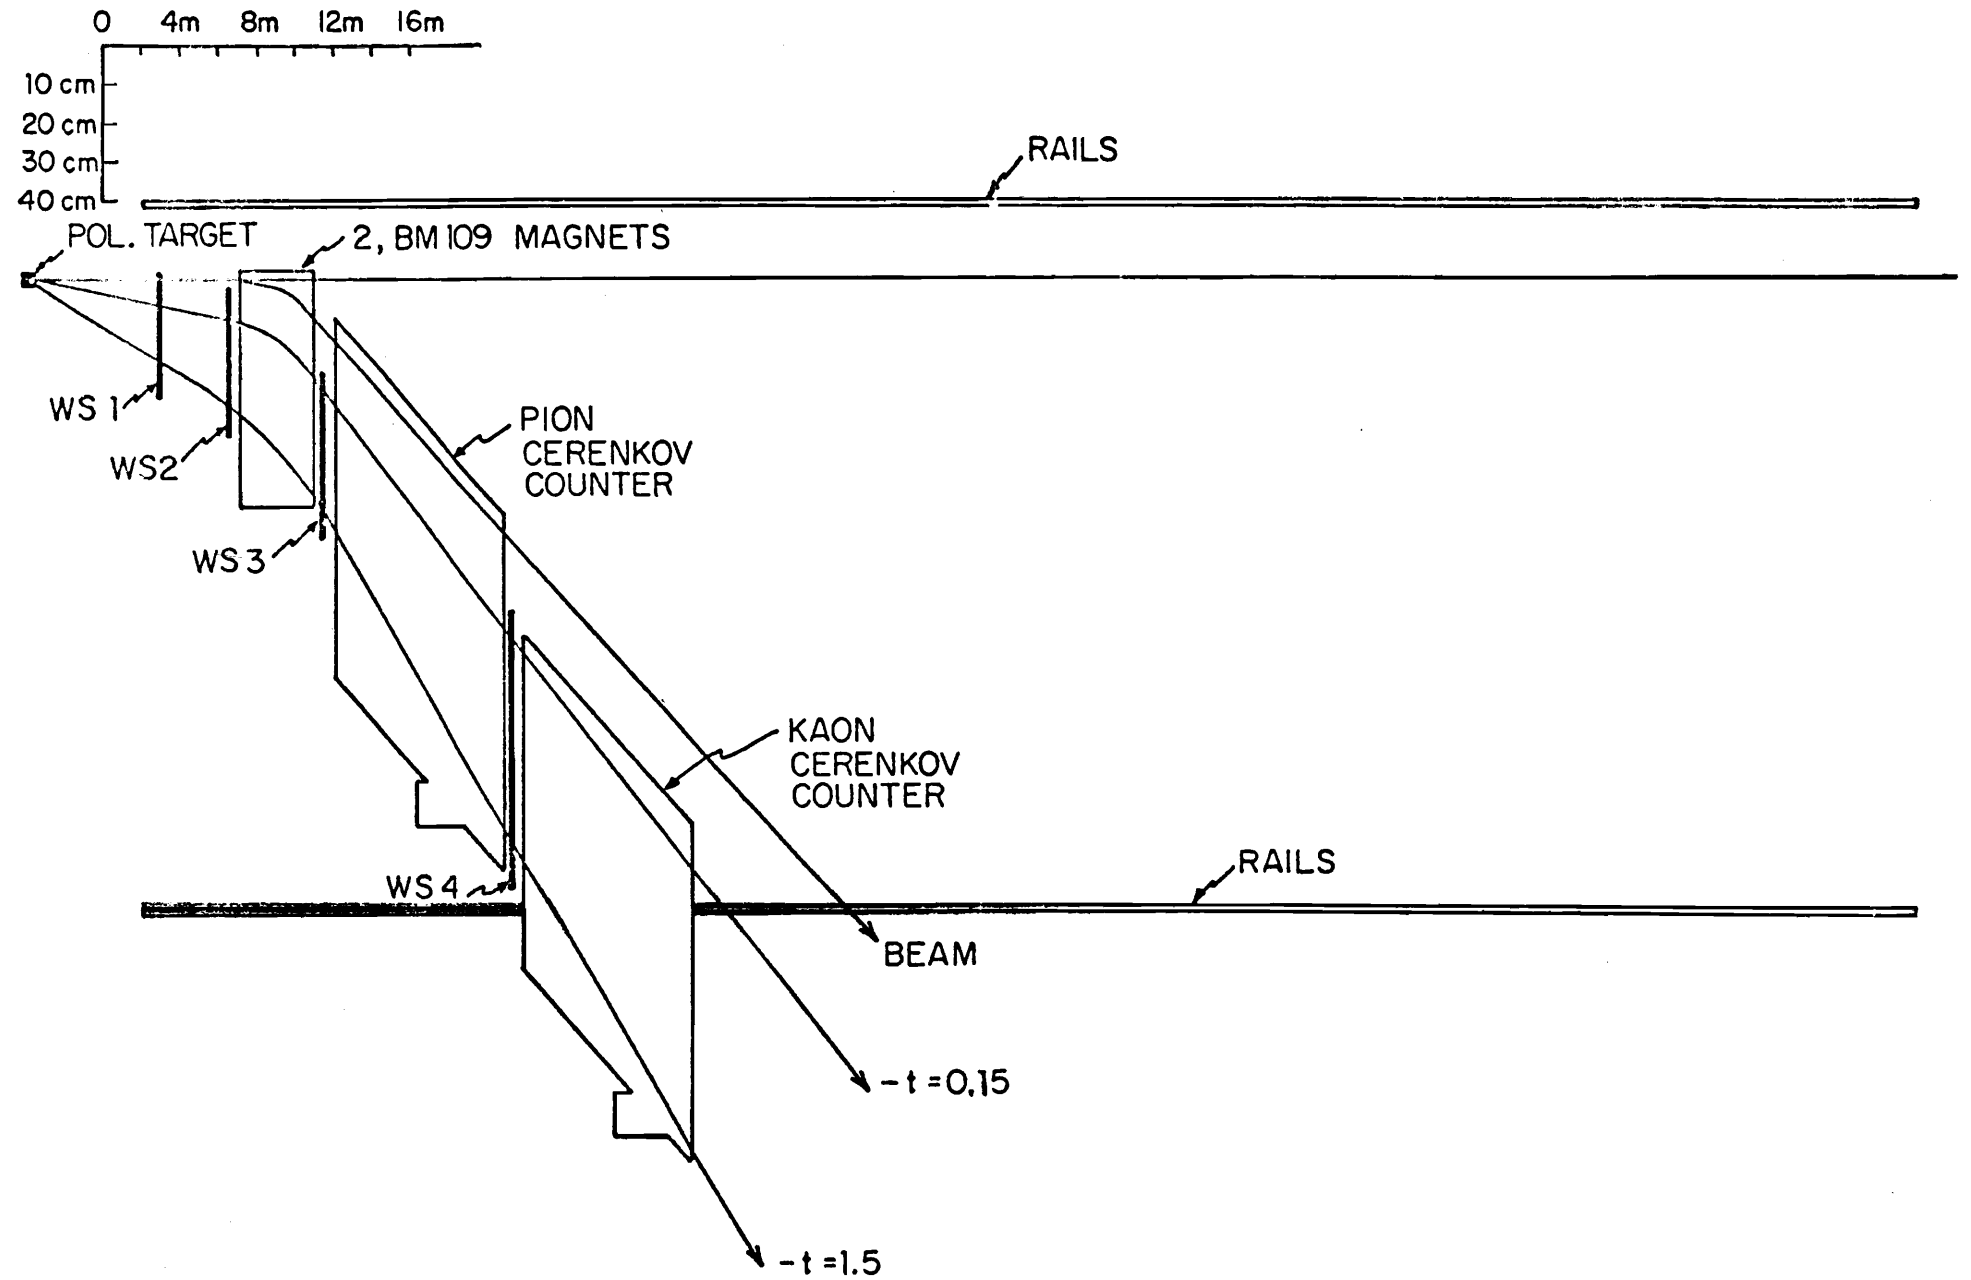 0 4m 8m 12m 16m
10 cm
20 cm
30 cm
40 cm
RAILS
POL. TARGET
2, BM 109 MAGNETS
WS 1
WS2
PION
CERENKOV
COUNTER
WS 3
KAON
CERENKOV
COUNTER
WS 4
RAILS
BEAM
-t = 0.15
-t = 1.5